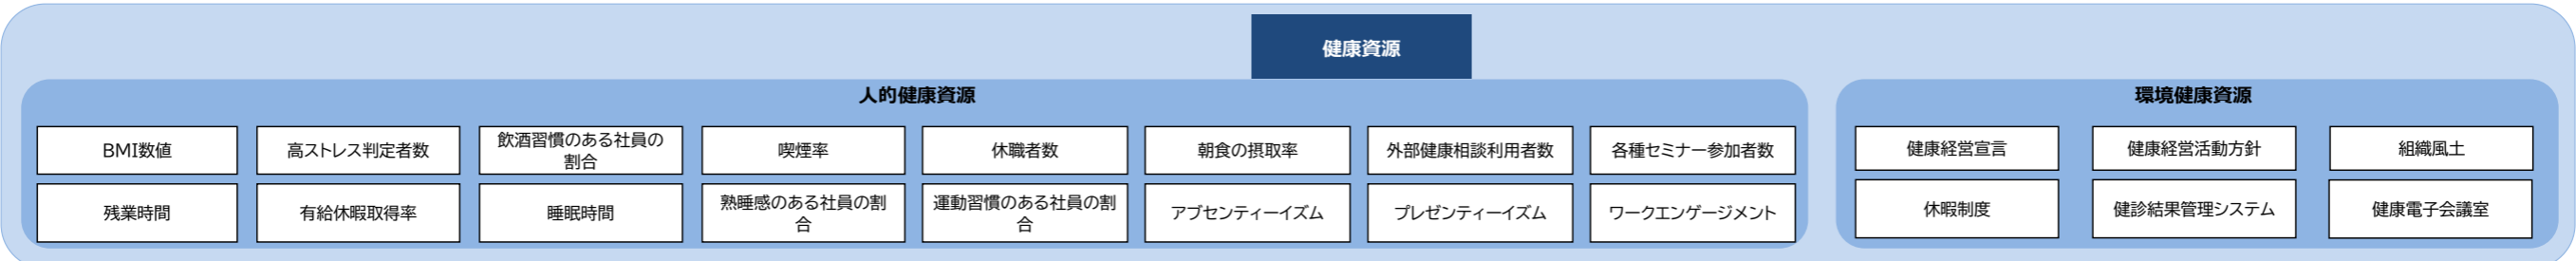 健康資源
人的健康資源
BMI数値
高ストレス判定者数
飲酒習慣のある社員の
割合
喫煙率
休職者数
朝食の摂取率
外部健康相談利用者数
各種セミナー参加者数
残業時間
有給休暇取得率
睡眠時間
熟睡感のある社員の割
合
運動習慣のある社員の割
合
アブセンティーイズム
プレゼンティーイズム
ワークエンゲージメント
環境健康資源
健康経営宣言
健康経営活動方針
組織風土
休暇制度
健診結果管理システム
健康電子会議室